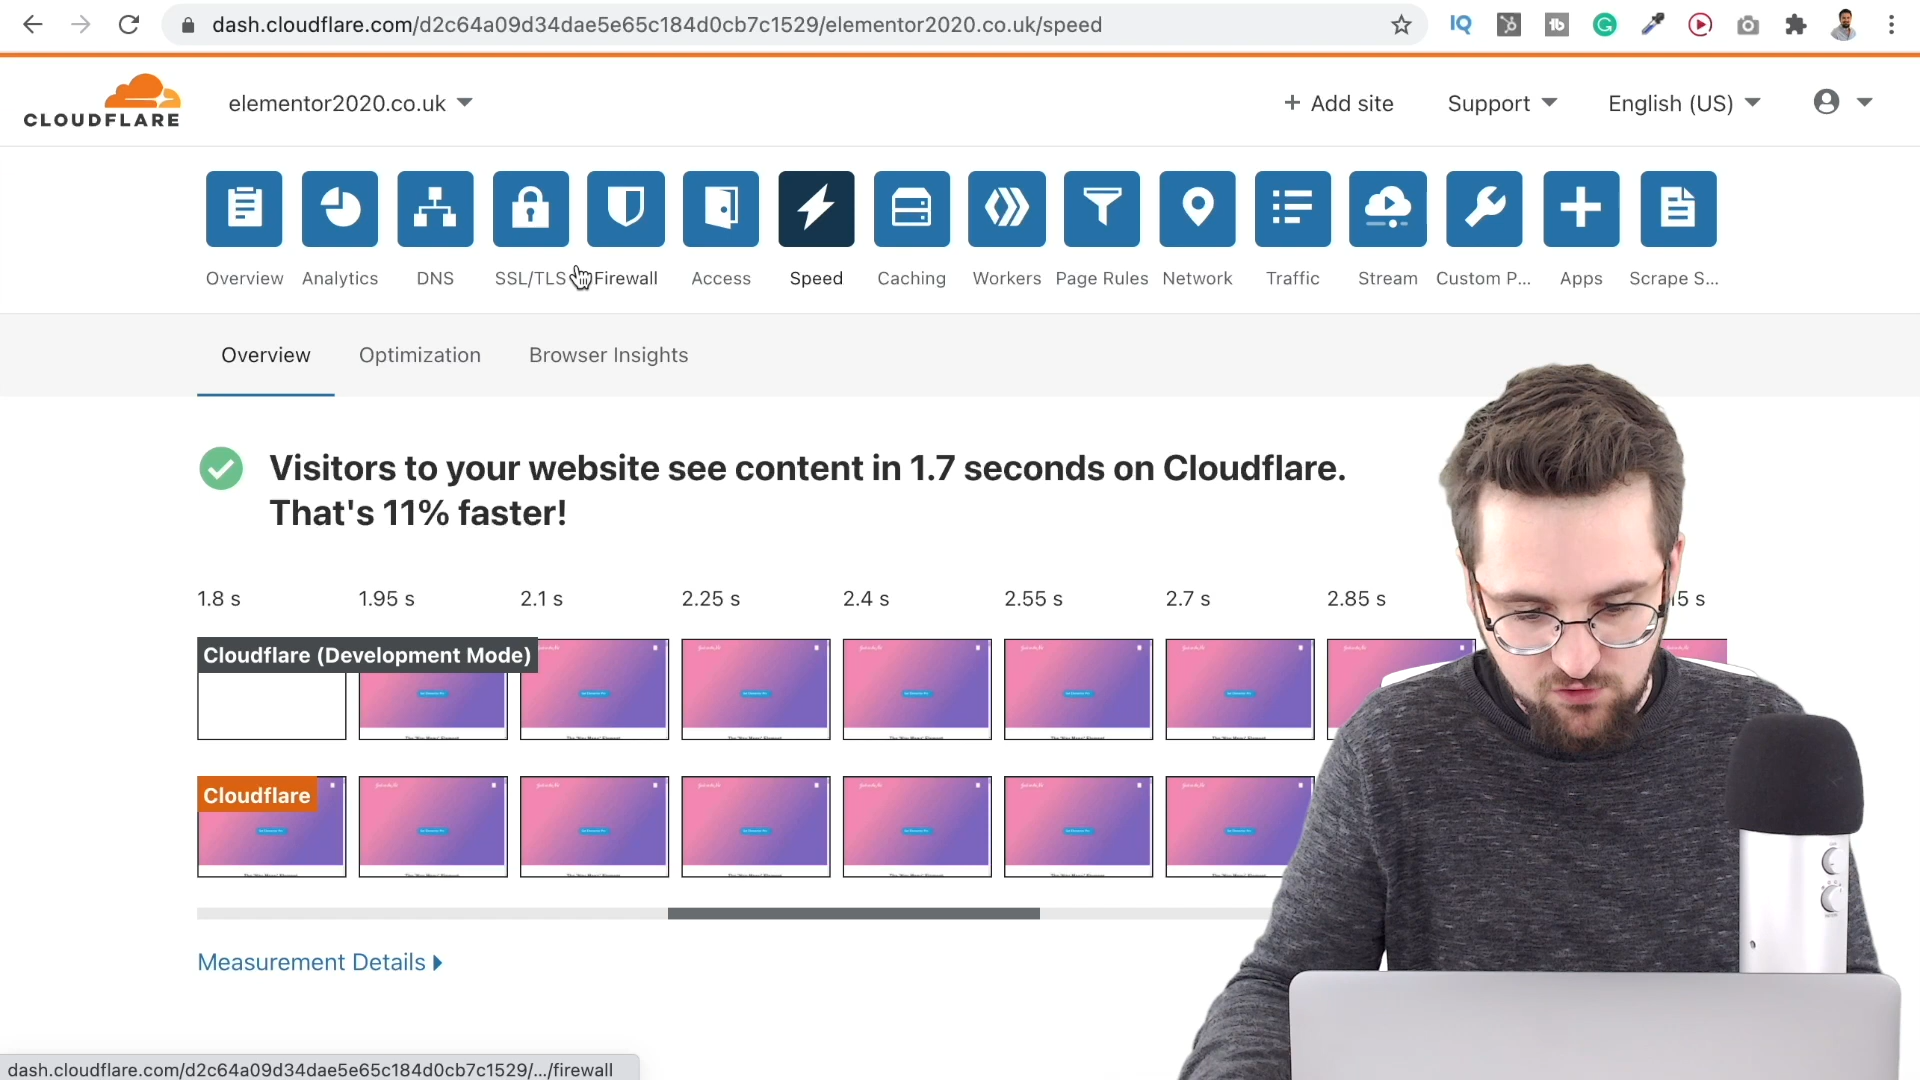 dash.cloudflare.com/d2c64a09d34dae5e65c184d0cb7c1529/elementor2020.co.uk/speed
CLOUDFLARE
elementor2020.co.uk
+ Add site
Support
English (US)
Overview
Analytics
DNS
SSL/TLS
Firewall
Access
Speed
Caching
Workers
Page Rules
Network
Traffic
Stream
Custom P...
Apps
Scrape S...
Overview
Optimization
Browser Insights
Visitors to your website see content in 1.7 seconds on Cloudflare.
That's 11% faster!
1.8 s
1.95 s
2.1 s
2.25 s
2.4 s
2.55 s
2.7 s
2.85 s
Cloudflare (Development Mode)
Cloudflare
Measurement Details
dash.cloudflare.com/d2c64a09d34dae5e65c184d0cb7c1529/.../firewall